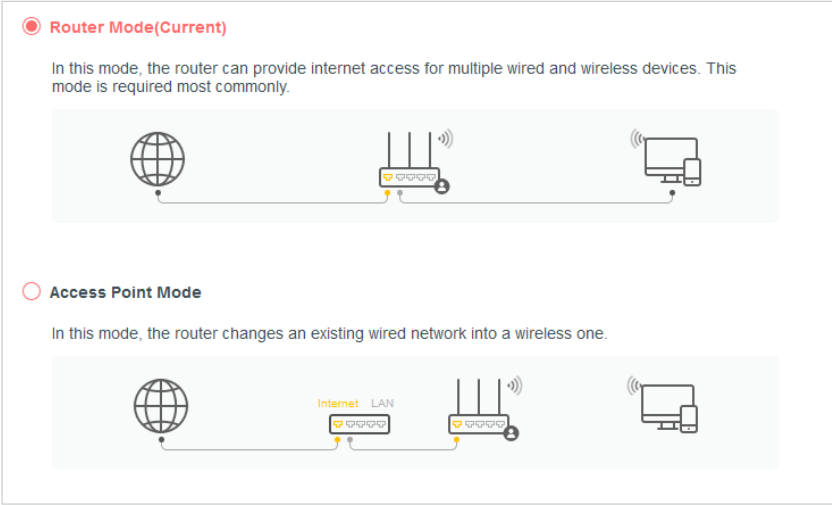 Router Mode(Current)
In this mode, the router can provide internet access for multiple wired and wireless devices. This
mode is required most commonly.
Access Point Mode
In this mode, the router changes an existing wired network into a wireless one.
Internet LAN